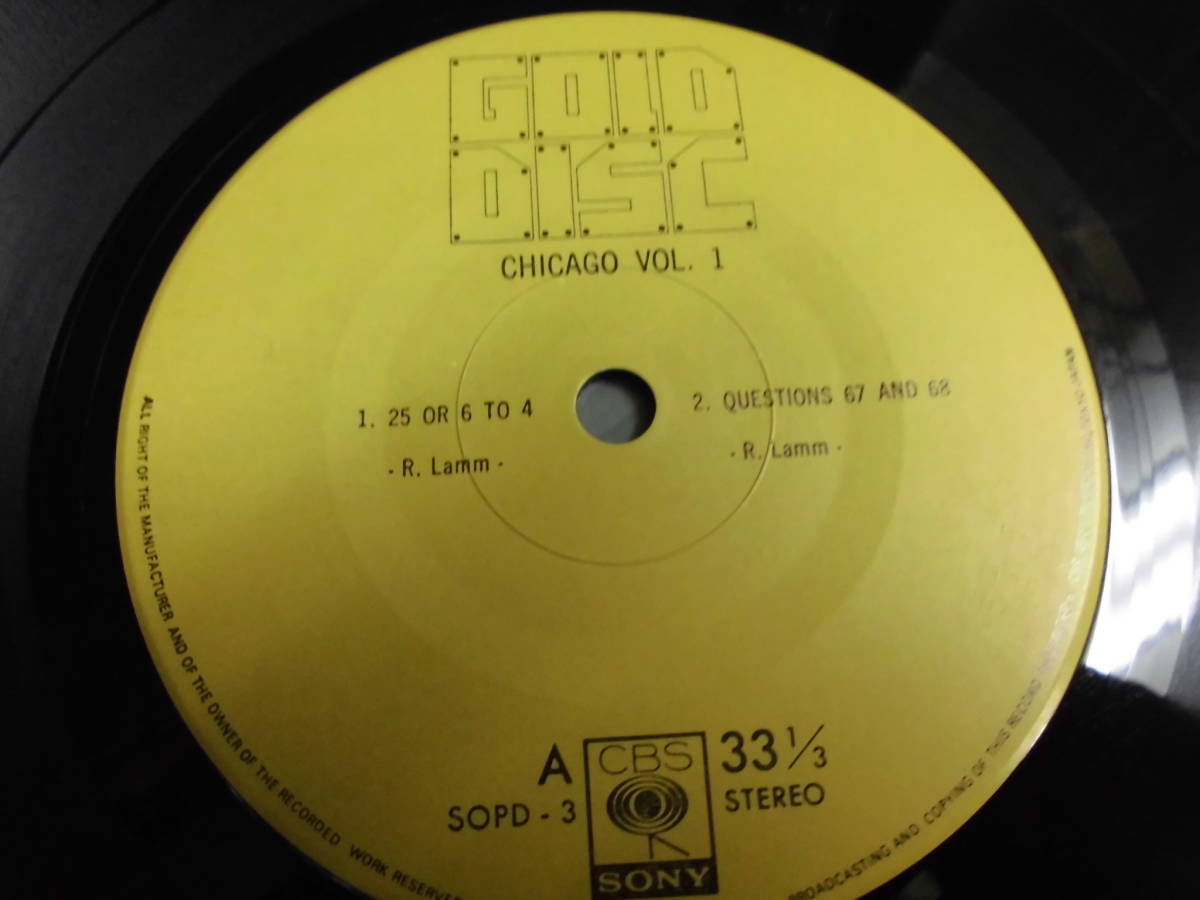 GOLD
DISC
CHICAGO VOL. 1
1. 25 OR 6 TO 4
- R. Lamm -
2. QUESTIONS 67 AND 68
- R. Lamm -
A
SOPD - 3
CBS
SONY
33 1/3
STEREO
ALL RIGHT OF THE MANUFACTURER AND OF THE OWNER OF THE RECORDED WORK RESERVE
BROADCASTING AND COPYING OF THIS RECORD